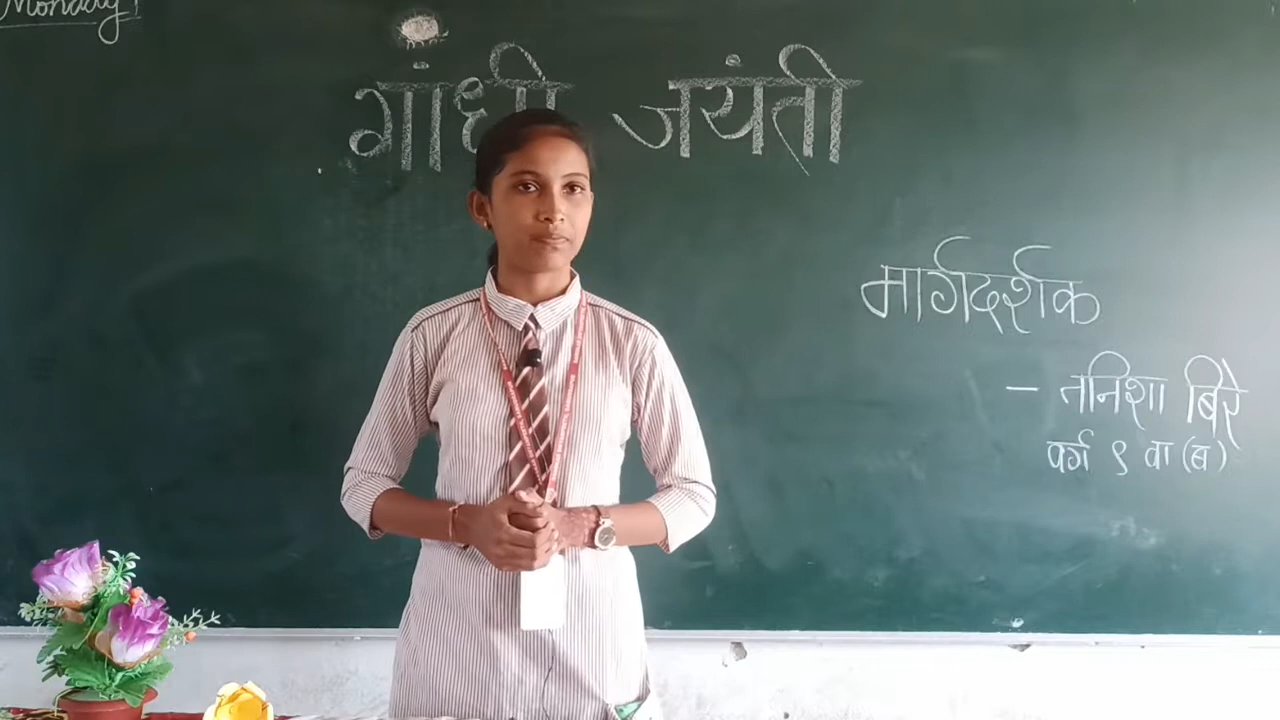 Monday
गांधी जयंती
मार्गदर्शक
- तनिशा बिरे
वर्ग ९ वा (ब)